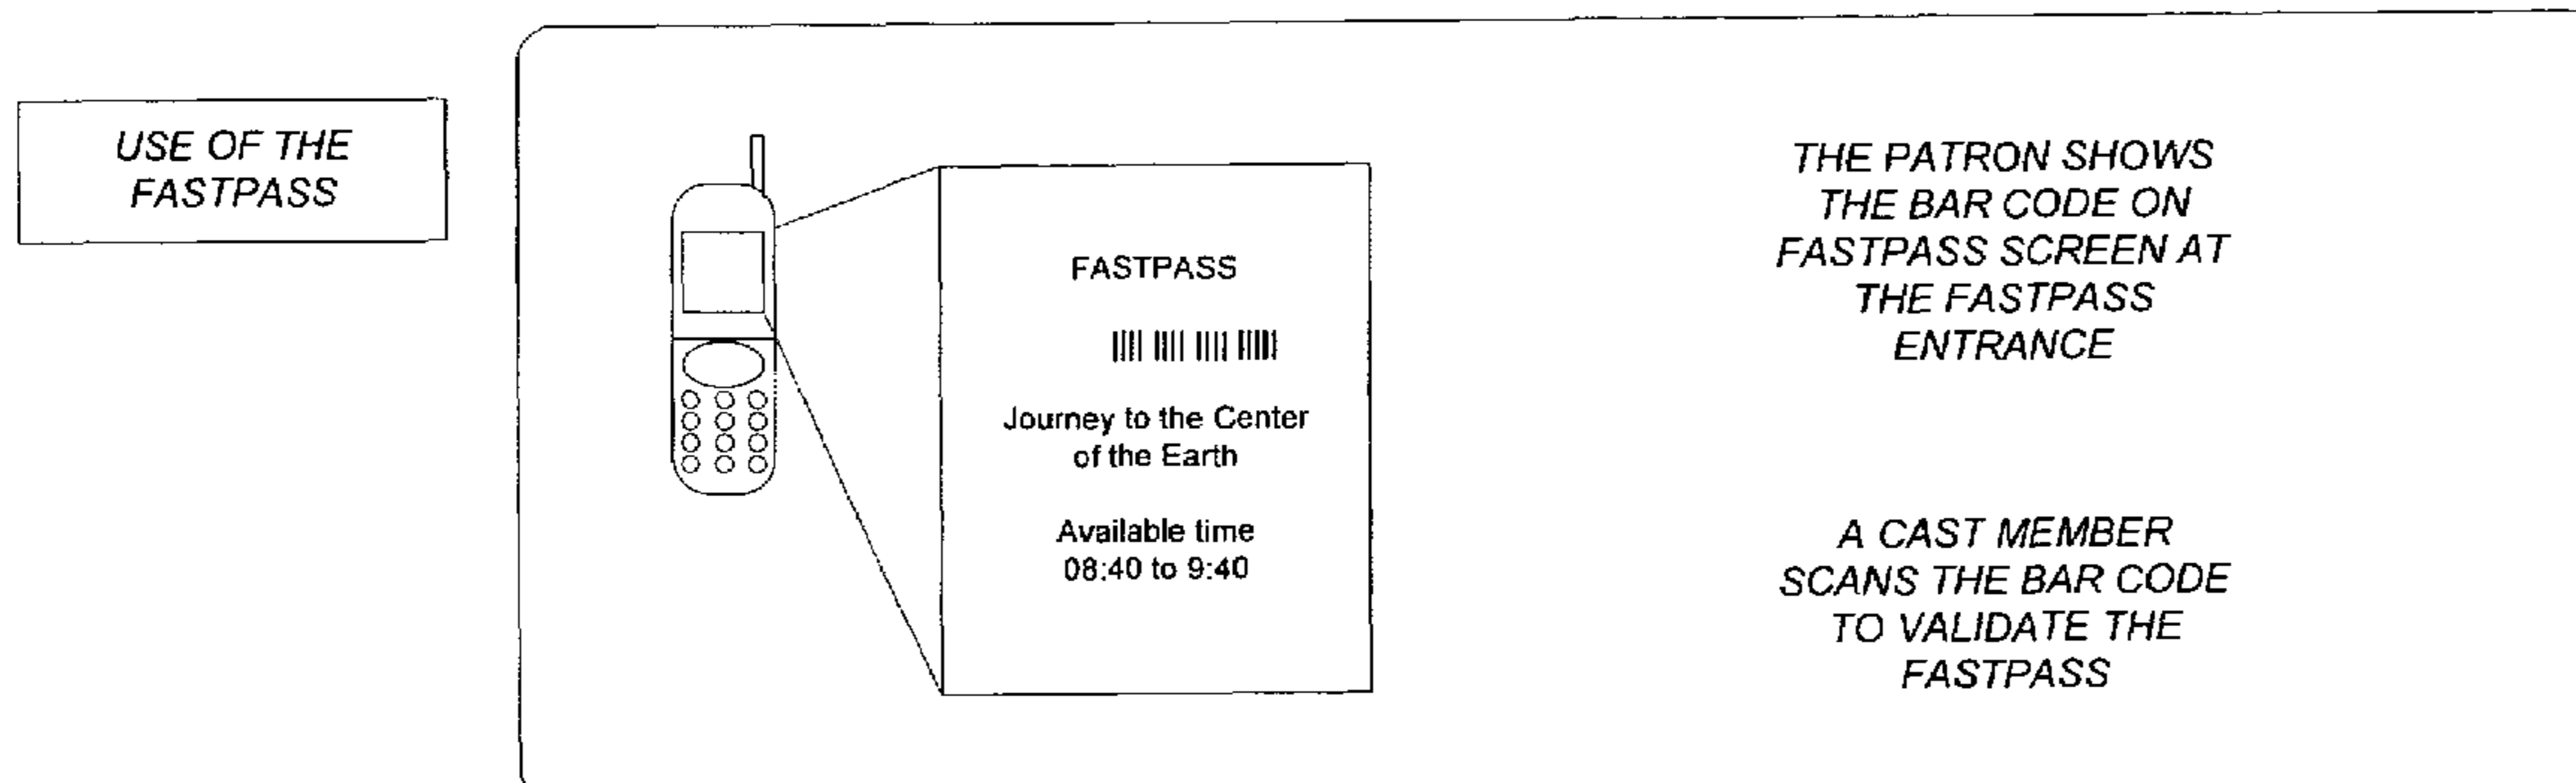 USE OF THE
FASTPASS
FASTPASS
Journey to the Center
of the Earth
Available time
08:40 to 9:40
THE PATRON SHOWS
THE BAR CODE ON
FASTPASS SCREEN AT
THE FASTPASS
ENTRANCE
A CAST MEMBER
SCANS THE BAR CODE
TO VALIDATE THE
FASTPASS